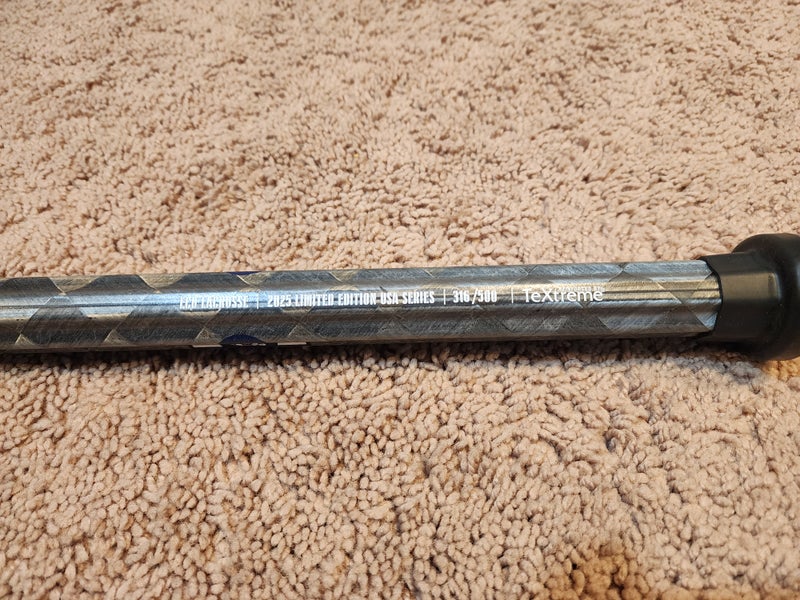 ECD LACROSSE | 2025 LIMITED EDITION USA SERIES | 316/500 | TeXtreme